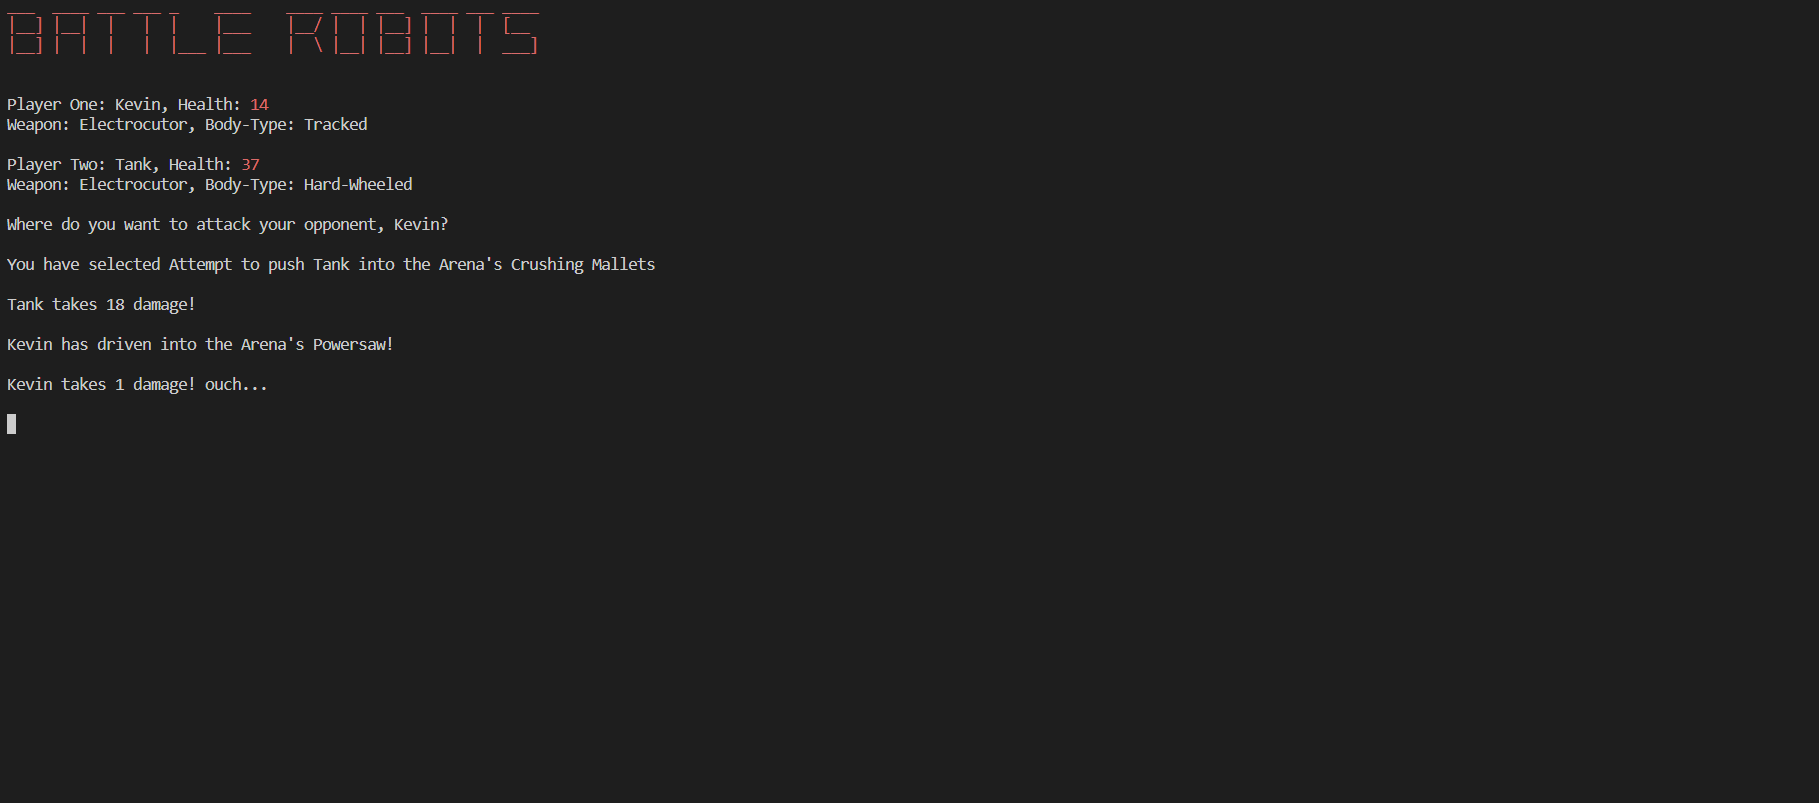 BATTLE ROBOTS
Player One: Kevin, Health: 14
Weapon: Electrocutor, Body-Type: Tracked
Player Two: Tank, Health: 37
Weapon: Electrocutor, Body-Type: Hard-Wheeled
Where do you want to attack your opponent, Kevin?
You have selected Attempt to push Tank into the Arena's Crushing Mallets
Tank takes 18 damage!
Kevin has driven into the Arena's Powersaw!
Kevin takes 1 damage! ouch...